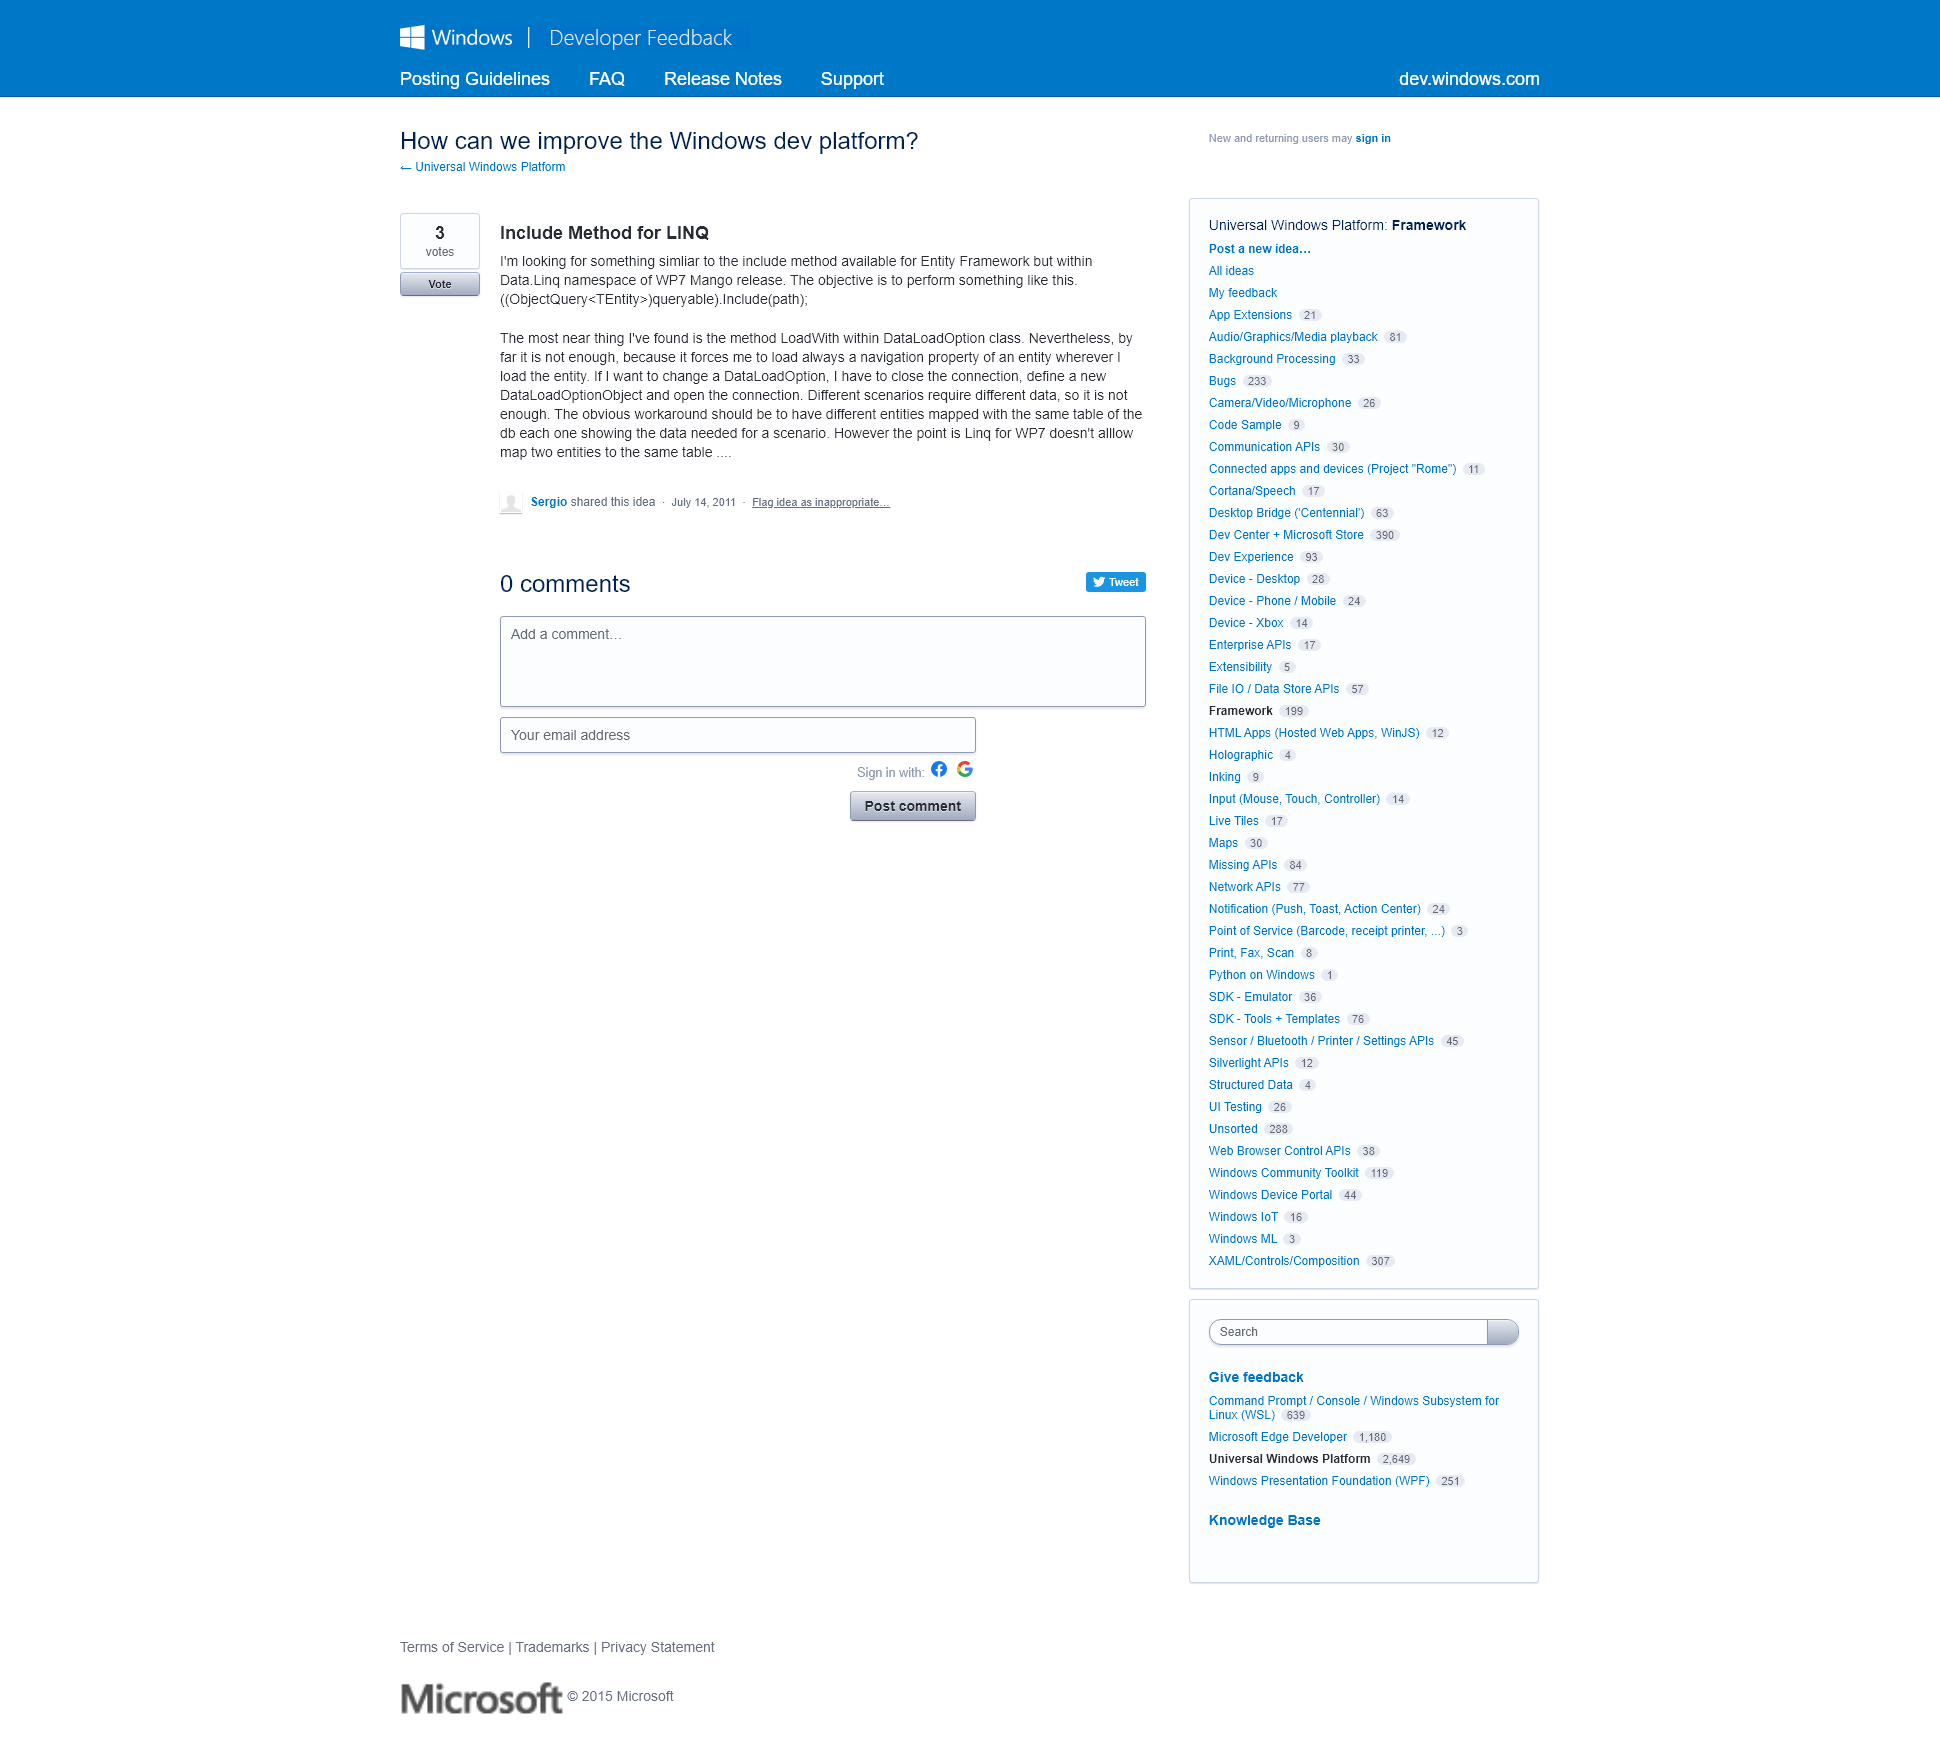 Windows | Developer Feedback
Posting Guidelines FAQ Release Notes Support dev.windows.com
How can we improve the Windows dev platform?
← Universal Windows Platform
New and returning users may sign in
3
votes
Vote
Include Method for LINQ
I'm looking for something simliar to the include method available for Entity Framework but within
Data.Linq namespace of WP7 Mango release. The objective is to perform something like this.
((ObjectQuery<TEntity>)queryable).Include(path);
The most near thing I've found is the method LoadWith within DataLoadOption class. Nevertheless, by
far it is not enough, because it forces me to load always a navigation property of an entity wherever I
load the entity. If I want to change a DataLoadOption, I have to close the connection, define a new
DataLoadOptionObject and open the connection. Different scenarios require different data, so it is not
enough. The obvious workaround should be to have different entities mapped with the same table of the
db each one showing the data needed for a scenario. However the point is Linq for WP7 doesn't alllow
map two entities to the same table ....
Sergio shared this idea · July 14, 2011 · Flag idea as inappropriate…
0 comments
Tweet
Add a comment…
Your email address
Sign in with:
Post comment
Universal Windows Platform: Framework
Post a new idea…
All ideas
My feedback
App Extensions 21
Audio/Graphics/Media playback 81
Background Processing 33
Bugs 233
Camera/Video/Microphone 26
Code Sample 9
Communication APIs 30
Connected apps and devices (Project "Rome") 11
Cortana/Speech 17
Desktop Bridge ('Centennial') 63
Dev Center + Microsoft Store 390
Dev Experience 93
Device - Desktop 28
Device - Phone / Mobile 24
Device - Xbox 14
Enterprise APIs 17
Extensibility 5
File IO / Data Store APIs 57
Framework 199
HTML Apps (Hosted Web Apps, WinJS) 12
Holographic 4
Inking 9
Input (Mouse, Touch, Controller) 14
Live Tiles 17
Maps 30
Missing APIs 84
Network APIs 77
Notification (Push, Toast, Action Center) 24
Point of Service (Barcode, receipt printer, ...) 3
Print, Fax, Scan 8
Python on Windows 1
SDK - Emulator 36
SDK - Tools + Templates 76
Sensor / Bluetooth / Printer / Settings APIs 45
Silverlight APIs 12
Structured Data 4
UI Testing 26
Unsorted 288
Web Browser Control APIs 38
Windows Community Toolkit 119
Windows Device Portal 44
Windows IoT 16
Windows ML 3
XAML/Controls/Composition 307
Search
Give feedback
Command Prompt / Console / Windows Subsystem for
Linux (WSL) 639
Microsoft Edge Developer 1,180
Universal Windows Platform 2,649
Windows Presentation Foundation (WPF) 251
Knowledge Base
Terms of Service | Trademarks | Privacy Statement
Microsoft © 2015 Microsoft